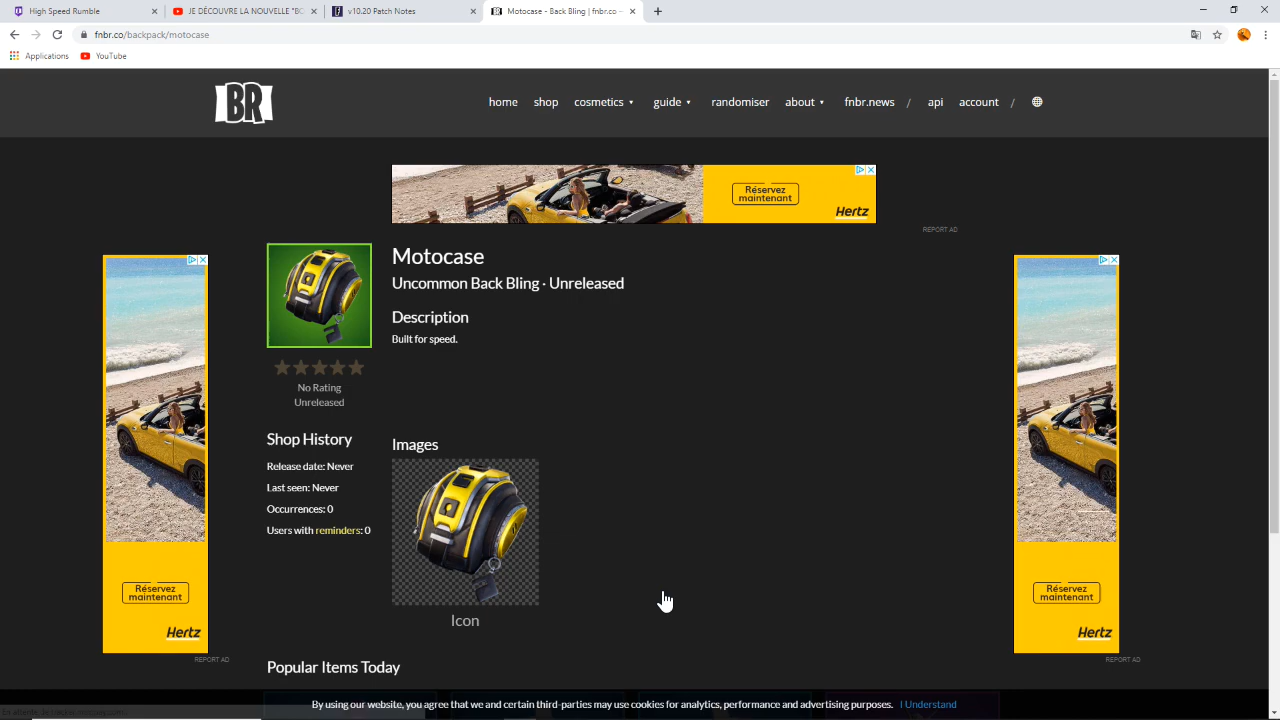 High Speed Rumble
JE DÉCOUVRE LA NOUVELLE "BC
v10.20 Patch Notes
Motocase - Back Bling | fnbr.co –
fnbr.co/backpack/motocase
Applications
YouTube
BR
home
shop
cosmetics
guide
randomiser
about
fnbr.news
/
api
account
/
Réservez
maintenant
Hertz
REPORT AD
Motocase
Uncommon Back Bling · Unreleased
Description
Built for speed.
No Rating
Unreleased
Shop History
Release date: Never
Last seen: Never
Occurrences: 0
Users with reminders: 0
Images
Icon
Réservez
maintenant
Hertz
REPORT AD
Réservez
maintenant
Hertz
REPORT AD
Popular Items Today
By using our website, you agree that we and certain third-parties may use cookies for analytics, performance and advertising purposes. I Understand